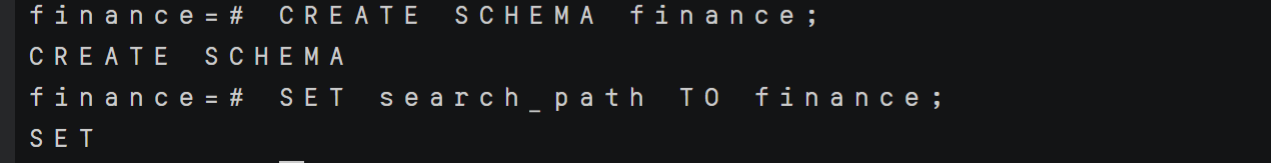 finance=# CREATE SCHEMA finance;
CREATE SCHEMA
finance=# SET search_path TO finance;
SET